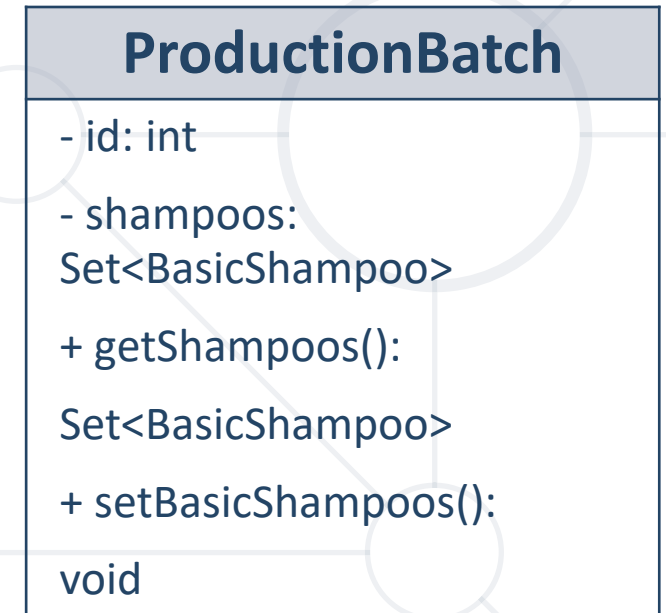 ProductionBatch
- id: int
- shampoos:
Set<BasicShampoo>
+ getShampoos():
Set<BasicShampoo>
+ setBasicShampoos():
void